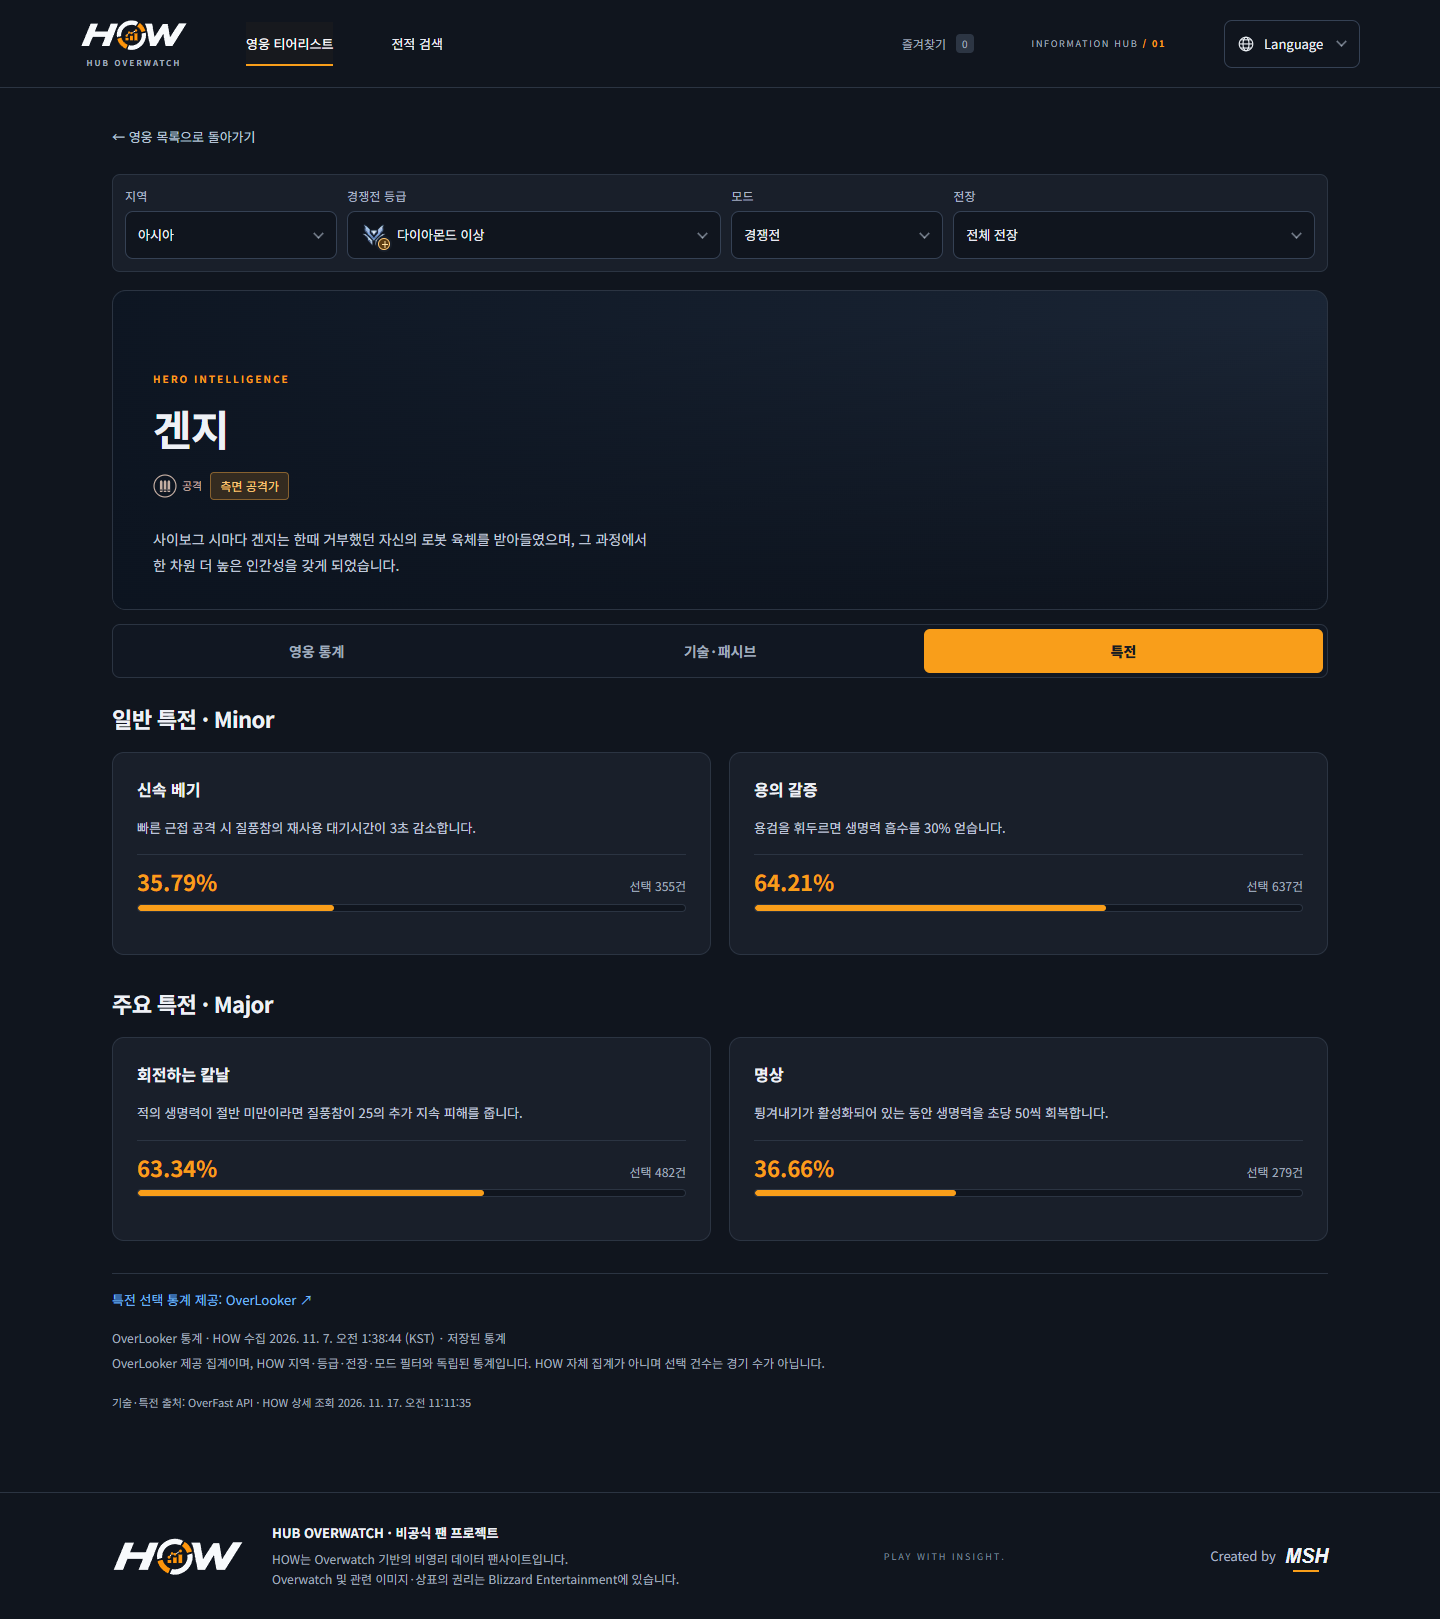 HOW
HUB OVERWATCH
영웅 티어리스트
전적 검색
즐겨찾기 0
INFORMATION HUB / 01
Language
← 영웅 목록으로 돌아가기
지역
경쟁전 등급
모드
전장
아시아
다이아몬드 이상
경쟁전
전체 전장
HERO INTELLIGENCE
겐지
공격
측면 공격가
사이보그 시마다 겐지는 한때 거부했던 자신의 로봇 육체를 받아들였으며, 그 과정에서
한 차원 더 높은 인간성을 갖게 되었습니다.
영웅 통계
기술·패시브
특전
일반 특전 · Minor
신속 베기
빠른 근접 공격 시 질풍참의 재사용 대기시간이 3초 감소합니다.
35.79%
선택 355건
용의 갈증
용검을 휘두르면 생명력 흡수를 30% 얻습니다.
64.21%
선택 637건
주요 특전 · Major
회전하는 칼날
적의 생명력이 절반 미만이라면 질풍참이 25의 추가 지속 피해를 줍니다.
63.34%
선택 482건
명상
튕겨내기가 활성화되어 있는 동안 생명력을 초당 50씩 회복합니다.
36.66%
선택 279건
특전 선택 통계 제공: OverLooker ↗
OverLooker 통계 · HOW 수집 2026. 11. 7. 오전 1:38:44 (KST) · 저장된 통계
OverLooker 제공 집계이며, HOW 지역·등급·전장·모드 필터와 독립된 통계입니다. HOW 자체 집계가 아니며 선택 건수는 경기 수가 아닙니다.
기술·특전 출처: OverFast API · HOW 상세 조회 2026. 11. 17. 오전 11:11:35
HOW
HUB OVERWATCH · 비공식 팬 프로젝트
HOW는 Overwatch 기반의 비영리 데이터 팬사이트입니다.
Overwatch 및 관련 이미지·상표의 권리는 Blizzard Entertainment에 있습니다.
PLAY WITH INSIGHT.
Created by MSH